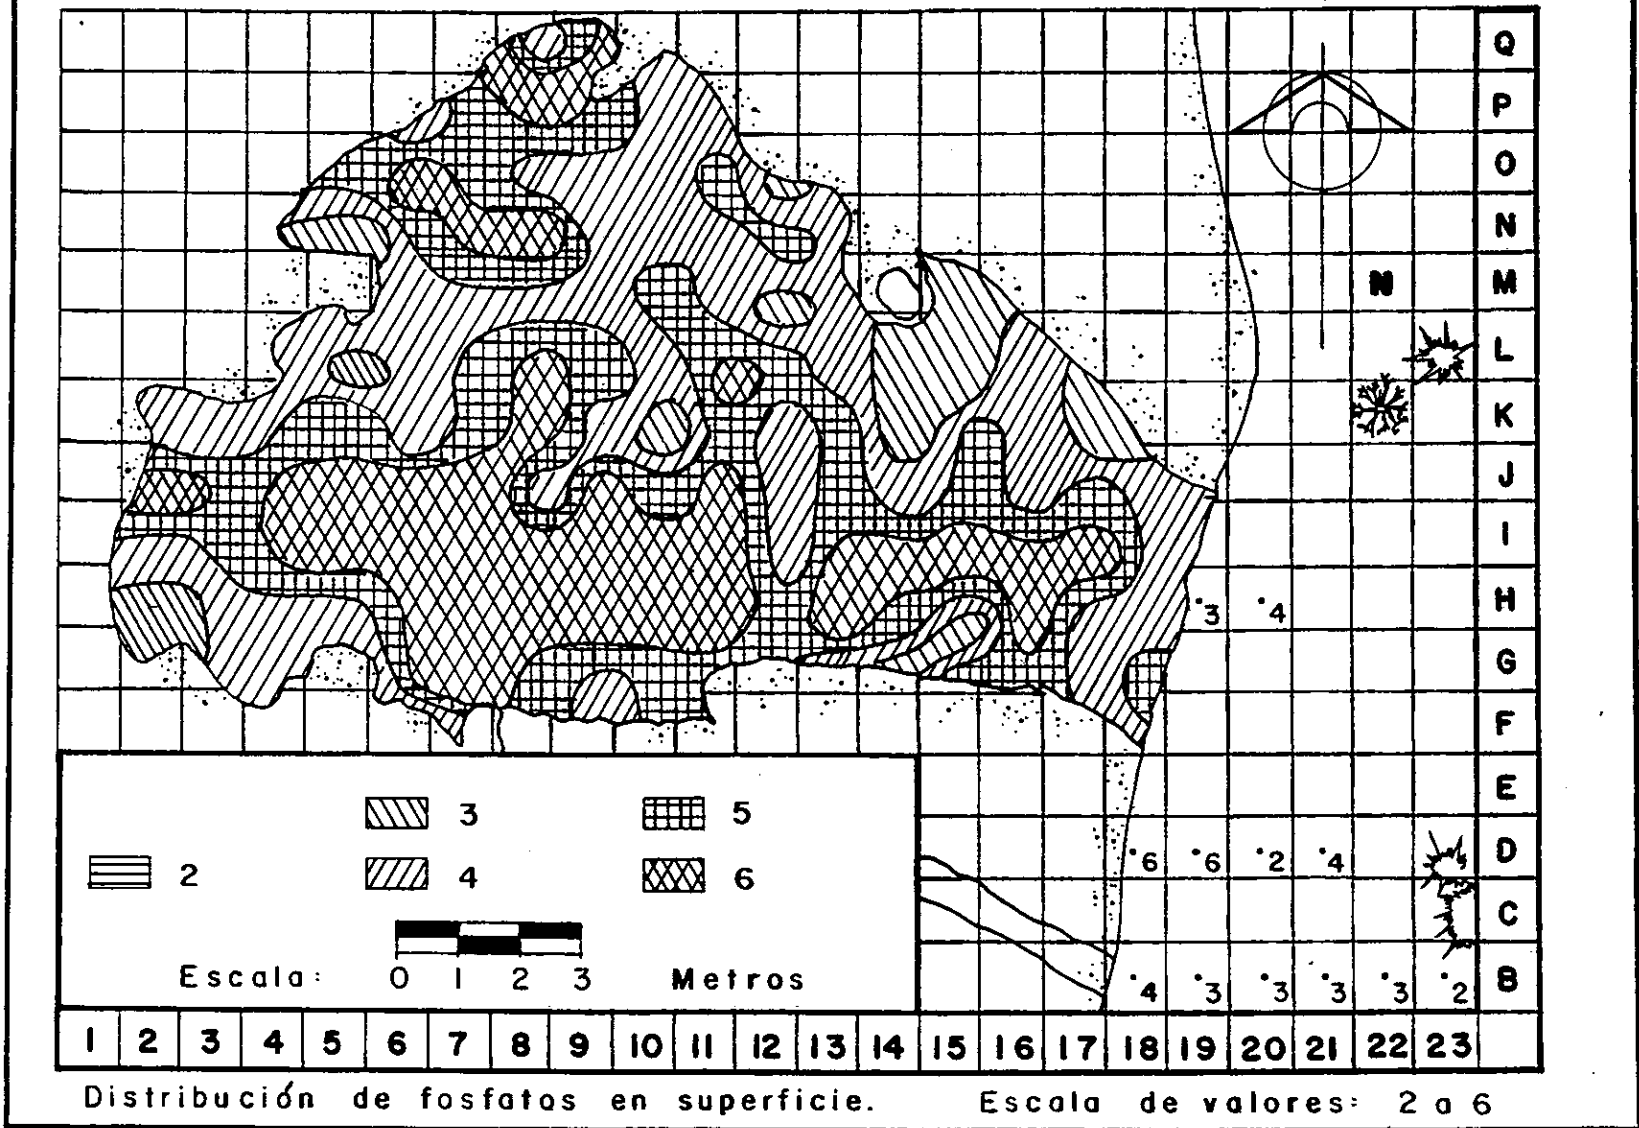 Q
P
O
N
N M
L
K
J
I
3 4 H
G
F
E
3 5
6 6 2 4 D
2 4 6
C
Escala: 0 1 2 3 Metros
4 3 3 3 3 2 B
1 2 3 4 5 6 7 8 9 10 11 12 13 14 15 16 17 18 19 20 21 22 23
Distribución de fosfatos en superficie. Escala de valores: 2 a 6